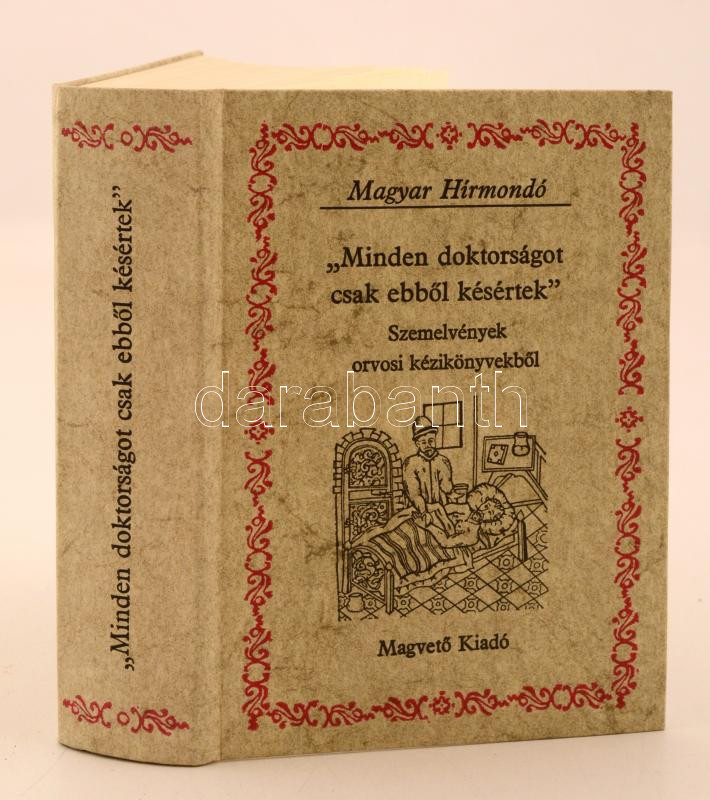 „Minden doktorságot csak ebből késértek”
Magyar Hírmondó
„Minden doktorságot
csak ebből késértek”
Szemelvények
orvosi kézikönyvekből
darabanth
Magvető Kiadó